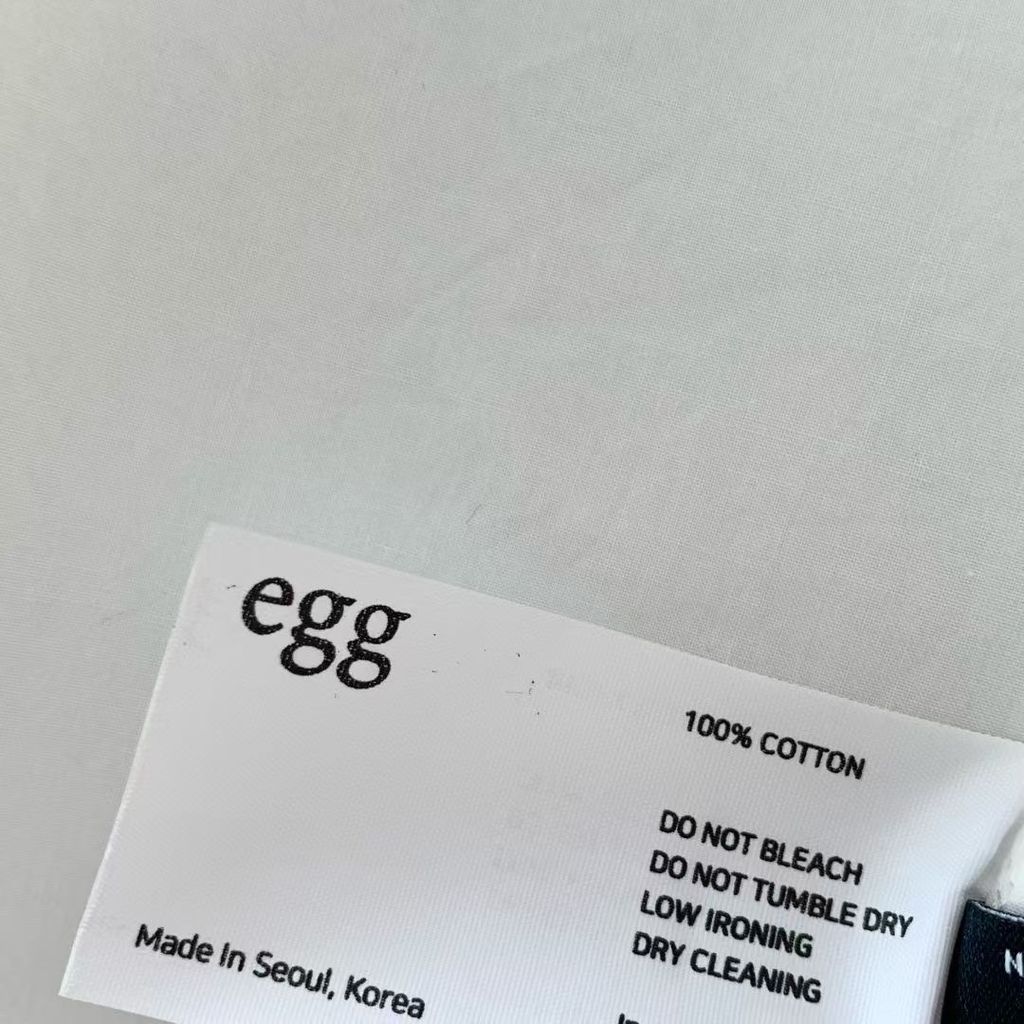 egg
100% COTTON
DO NOT BLEACH
DO NOT TUMBLE DRY
LOW IRONING
DRY CLEANING
Made In Seoul, Korea